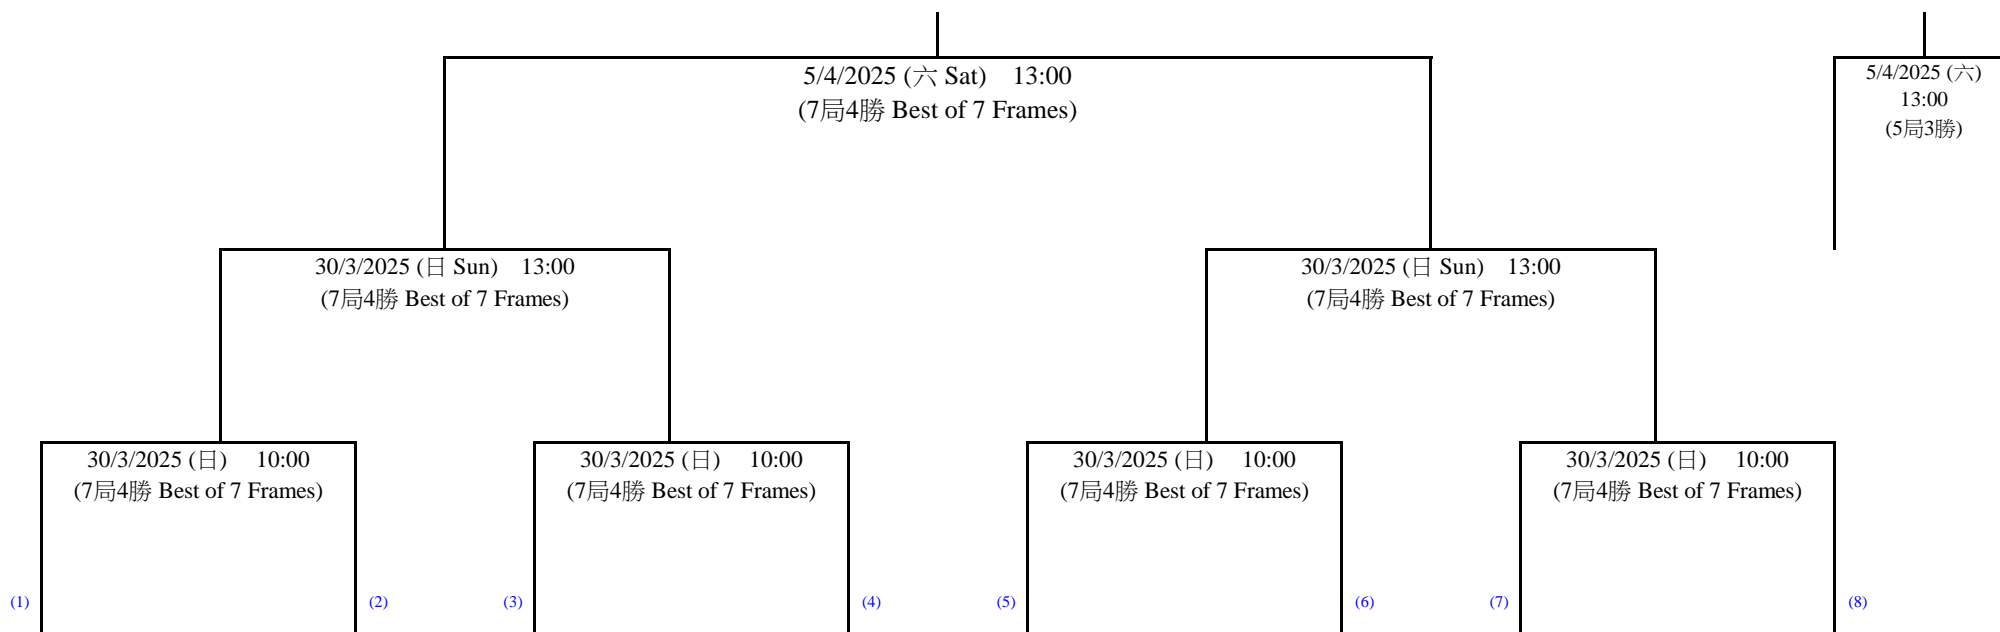 5/4/2025 (六 Sat) 13:00
(7局4勝 Best of 7 Frames)
5/4/2025 (六)
13:00
(5局3勝)
30/3/2025 (日 Sun) 13:00
(7局4勝 Best of 7 Frames)
30/3/2025 (日 Sun) 13:00
(7局4勝 Best of 7 Frames)
30/3/2025 (日) 10:00
(7局4勝 Best of 7 Frames)
30/3/2025 (日) 10:00
(7局4勝 Best of 7 Frames)
30/3/2025 (日) 10:00
(7局4勝 Best of 7 Frames)
30/3/2025 (日) 10:00
(7局4勝 Best of 7 Frames)
(1)
(2)
(3)
(4)
(5)
(6)
(7)
(8)